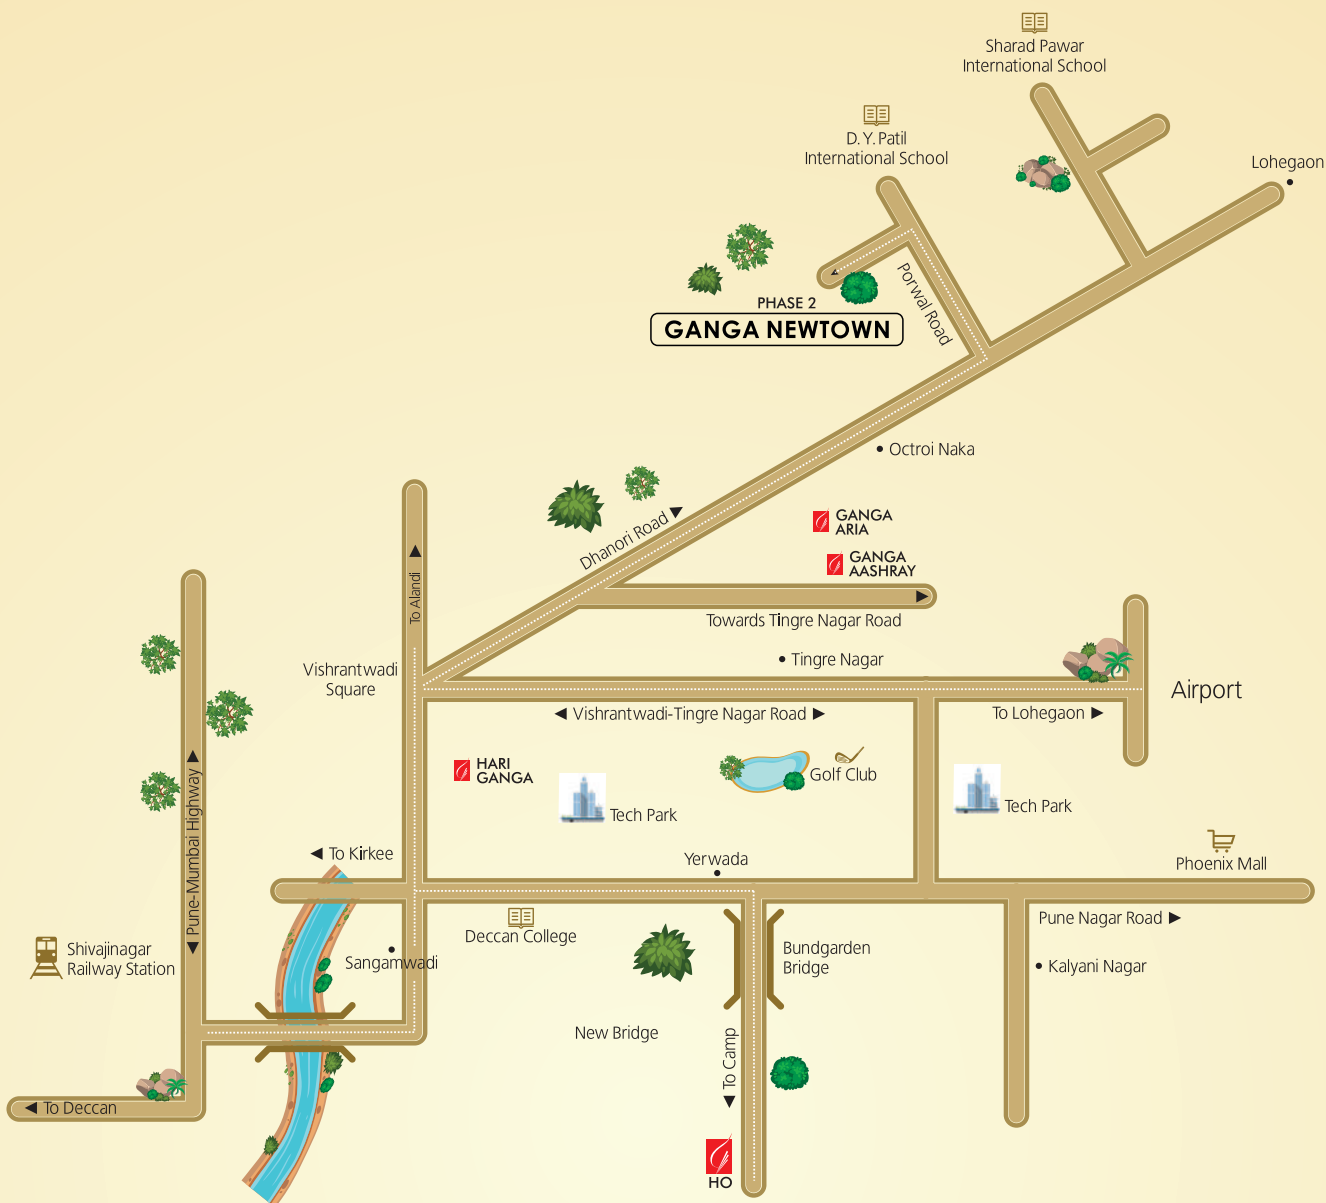 Sharad Pawar
International School
D. Y. Patil
International School
Lohegaon
Porwal Road
PHASE 2
GANGA NEWTOWN
Octroi Naka
Dhanori Road
GANGA
ARIA
GANGA
AASHRAY
To Alandi
Towards Tingre Nagar Road
Vishrantwadi
Square
Tingre Nagar
Airport
Vishrantwadi-Tingre Nagar Road
To Lohegaon
HARI
GANGA
Golf Club
Tech Park
Tech Park
Pune-Mumbai Highway
To Kirkee
Yerwada
Phoenix Mall
Pune Nagar Road
Deccan College
Shivajinagar
Railway Station
Sangamwadi
Bundgarden
Bridge
Kalyani Nagar
New Bridge
To Camp
To Deccan
HO